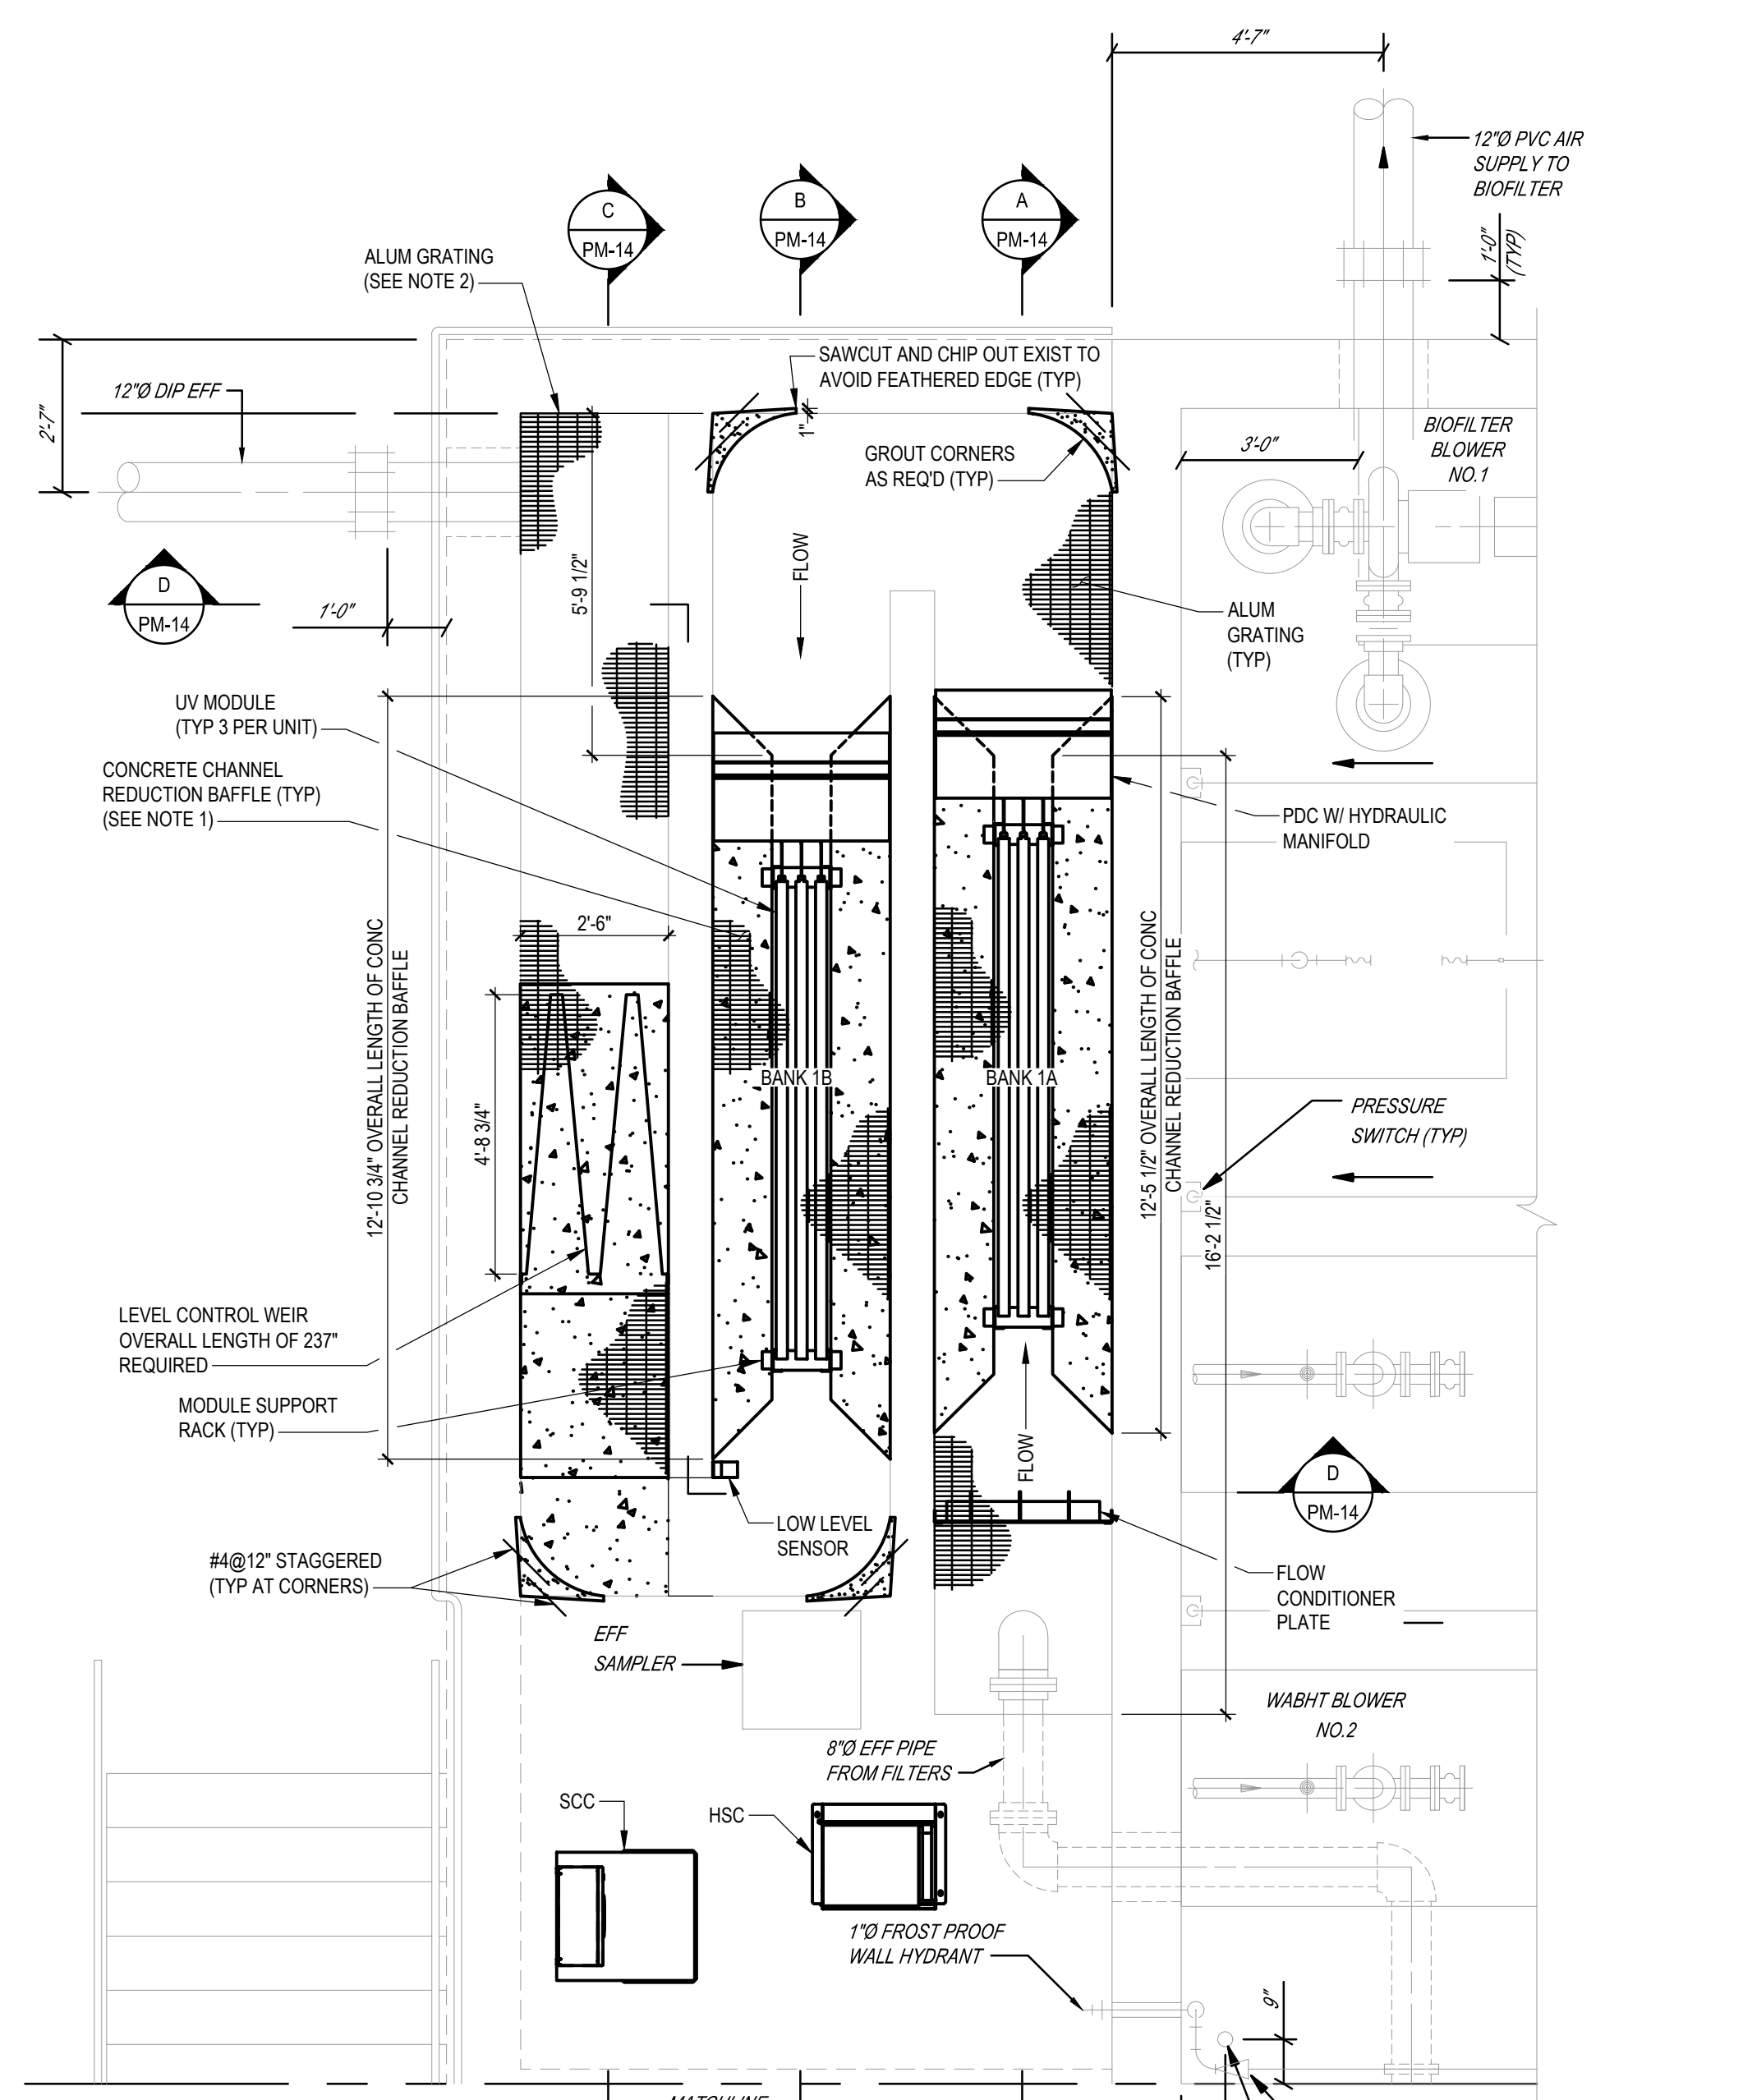 4'-7"
12"Ø PVC AIR
SUPPLY TO
BIOFILTER
C
PM-14
B
PM-14
A
PM-14
1'-0"
(TYP)
ALUM GRATING
(SEE NOTE 2)
SAWCUT AND CHIP OUT EXIST TO
AVOID FEATHERED EDGE (TYP)
12"Ø DIP EFF
2'-7"
1"
GROUT CORNERS
AS REQ'D (TYP)
3'-0"
BIOFILTER
BLOWER
NO.1
FLOW
5'-9 1/2"
D
PM-14
1'-0"
ALUM
GRATING
(TYP)
UV MODULE
(TYP 3 PER UNIT)
CONCRETE CHANNEL
REDUCTION BAFFLE (TYP)
(SEE NOTE 1)
PDC W/ HYDRAULIC
MANIFOLD
2'-6"
12'-10 3/4" OVERALL LENGTH OF CONC
CHANNEL REDUCTION BAFFLE
4'-8 3/4"
BANK 1B
BANK 1A
12'-5 1/2" OVERALL LENGTH OF CONC
CHANNEL REDUCTION BAFFLE
16'-2 1/2"
PRESSURE
SWITCH (TYP)
LEVEL CONTROL WEIR
OVERALL LENGTH OF 237"
REQUIRED
MODULE SUPPORT
RACK (TYP)
FLOW
D
PM-14
LOW LEVEL
SENSOR
#4@12" STAGGERED
(TYP AT CORNERS)
FLOW
CONDITIONER
PLATE
EFF
SAMPLER
WABHT BLOWER
NO.2
8"Ø EFF PIPE
FROM FILTERS
SCC
HSC
1"Ø FROST PROOF
WALL HYDRANT
9"
MATCHLINE